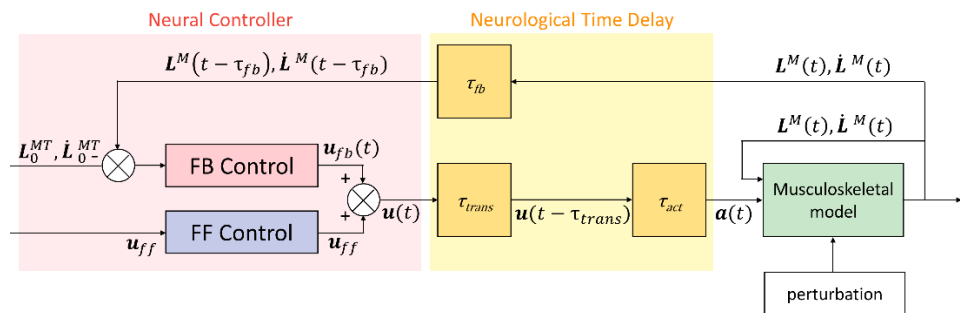 Neural Controller
Neurological Time Delay
L^M(t − τ_fb), L̇^M(t − τ_fb)
τ_fb
L^M(t), L̇^M(t)
L^M(t), L̇^M(t)
L_0^MT, L̇_0^MT
−
FB Control
u_fb(t)
+
+
u(t)
τ_trans
u(t − τ_trans)
τ_act
a(t)
Musculoskeletal
model
u_ff
FF Control
u_ff
perturbation